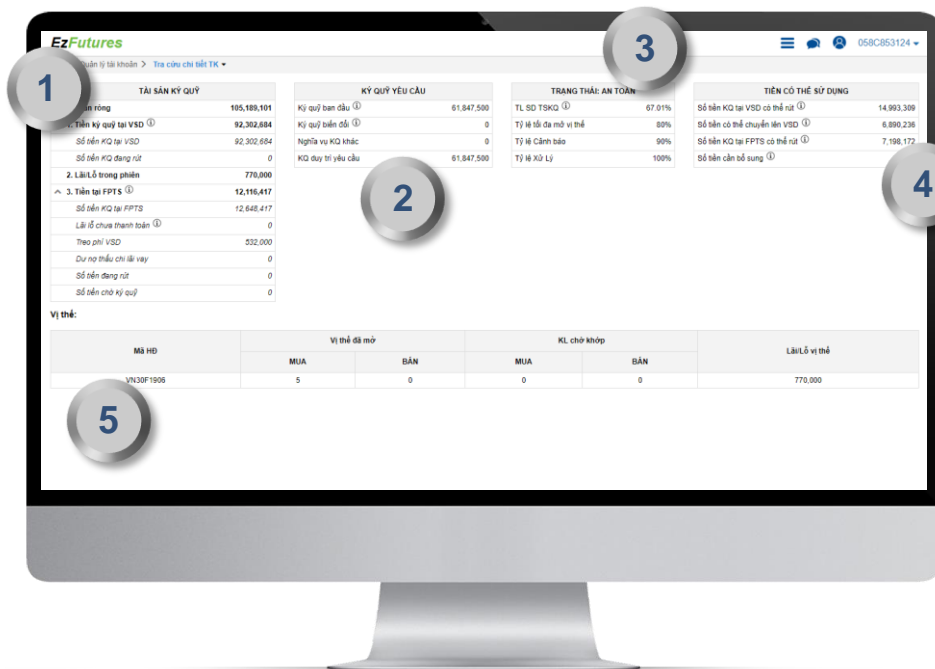 EzFutures
058C853124
Quản lý tài khoản > Tra cứu chi tiết TK
1
2
3
4
5
TÀI SẢN KÝ QUỸ
ròng 105,189,101
1. Tiền ký quỹ tại VSD 92,302,684
Số tiền KQ tại VSD 92,302,684
Số tiền KQ đang rút 0
2. Lãi/Lỗ trong phiên 770,000
3. Tiền tại FPTS 12,116,417
Số tiền KQ tại FPTS 12,648,417
Lãi lỗ chưa thanh toán 0
Treo phí VSD 532,000
Dư nợ thấu chi lãi vay 0
Số tiền đang rút 0
Số tiền chờ ký quỹ 0
KÝ QUỸ YÊU CẦU
Ký quỹ ban đầu 61,847,500
Ký quỹ biến đổi 0
Nghĩa vụ KQ khác 0
KQ duy trì yêu cầu 61,847,500
TRẠNG THÁI: AN TOÀN
TL SD TSKQ 67.01%
Tỷ lệ tối đa mở vị thế 80%
Tỷ lệ Cảnh báo 90%
Tỷ lệ Xử Lý 100%
TIỀN CÓ THỂ SỬ DỤNG
Số tiền KQ tại VSD có thể rút 14,993,309
Số tiền có thể chuyển lên VSD 6,890,236
Số tiền KQ tại FPTS có thể rút 7,198,172
Số tiền cần bổ sung
Vị thế:
Mã HĐ Vị thế đã mở KL chờ khớp Lãi/Lỗ vị thế
MUA BÁN MUA BÁN
VN30F1906 5 0 0 0 770,000